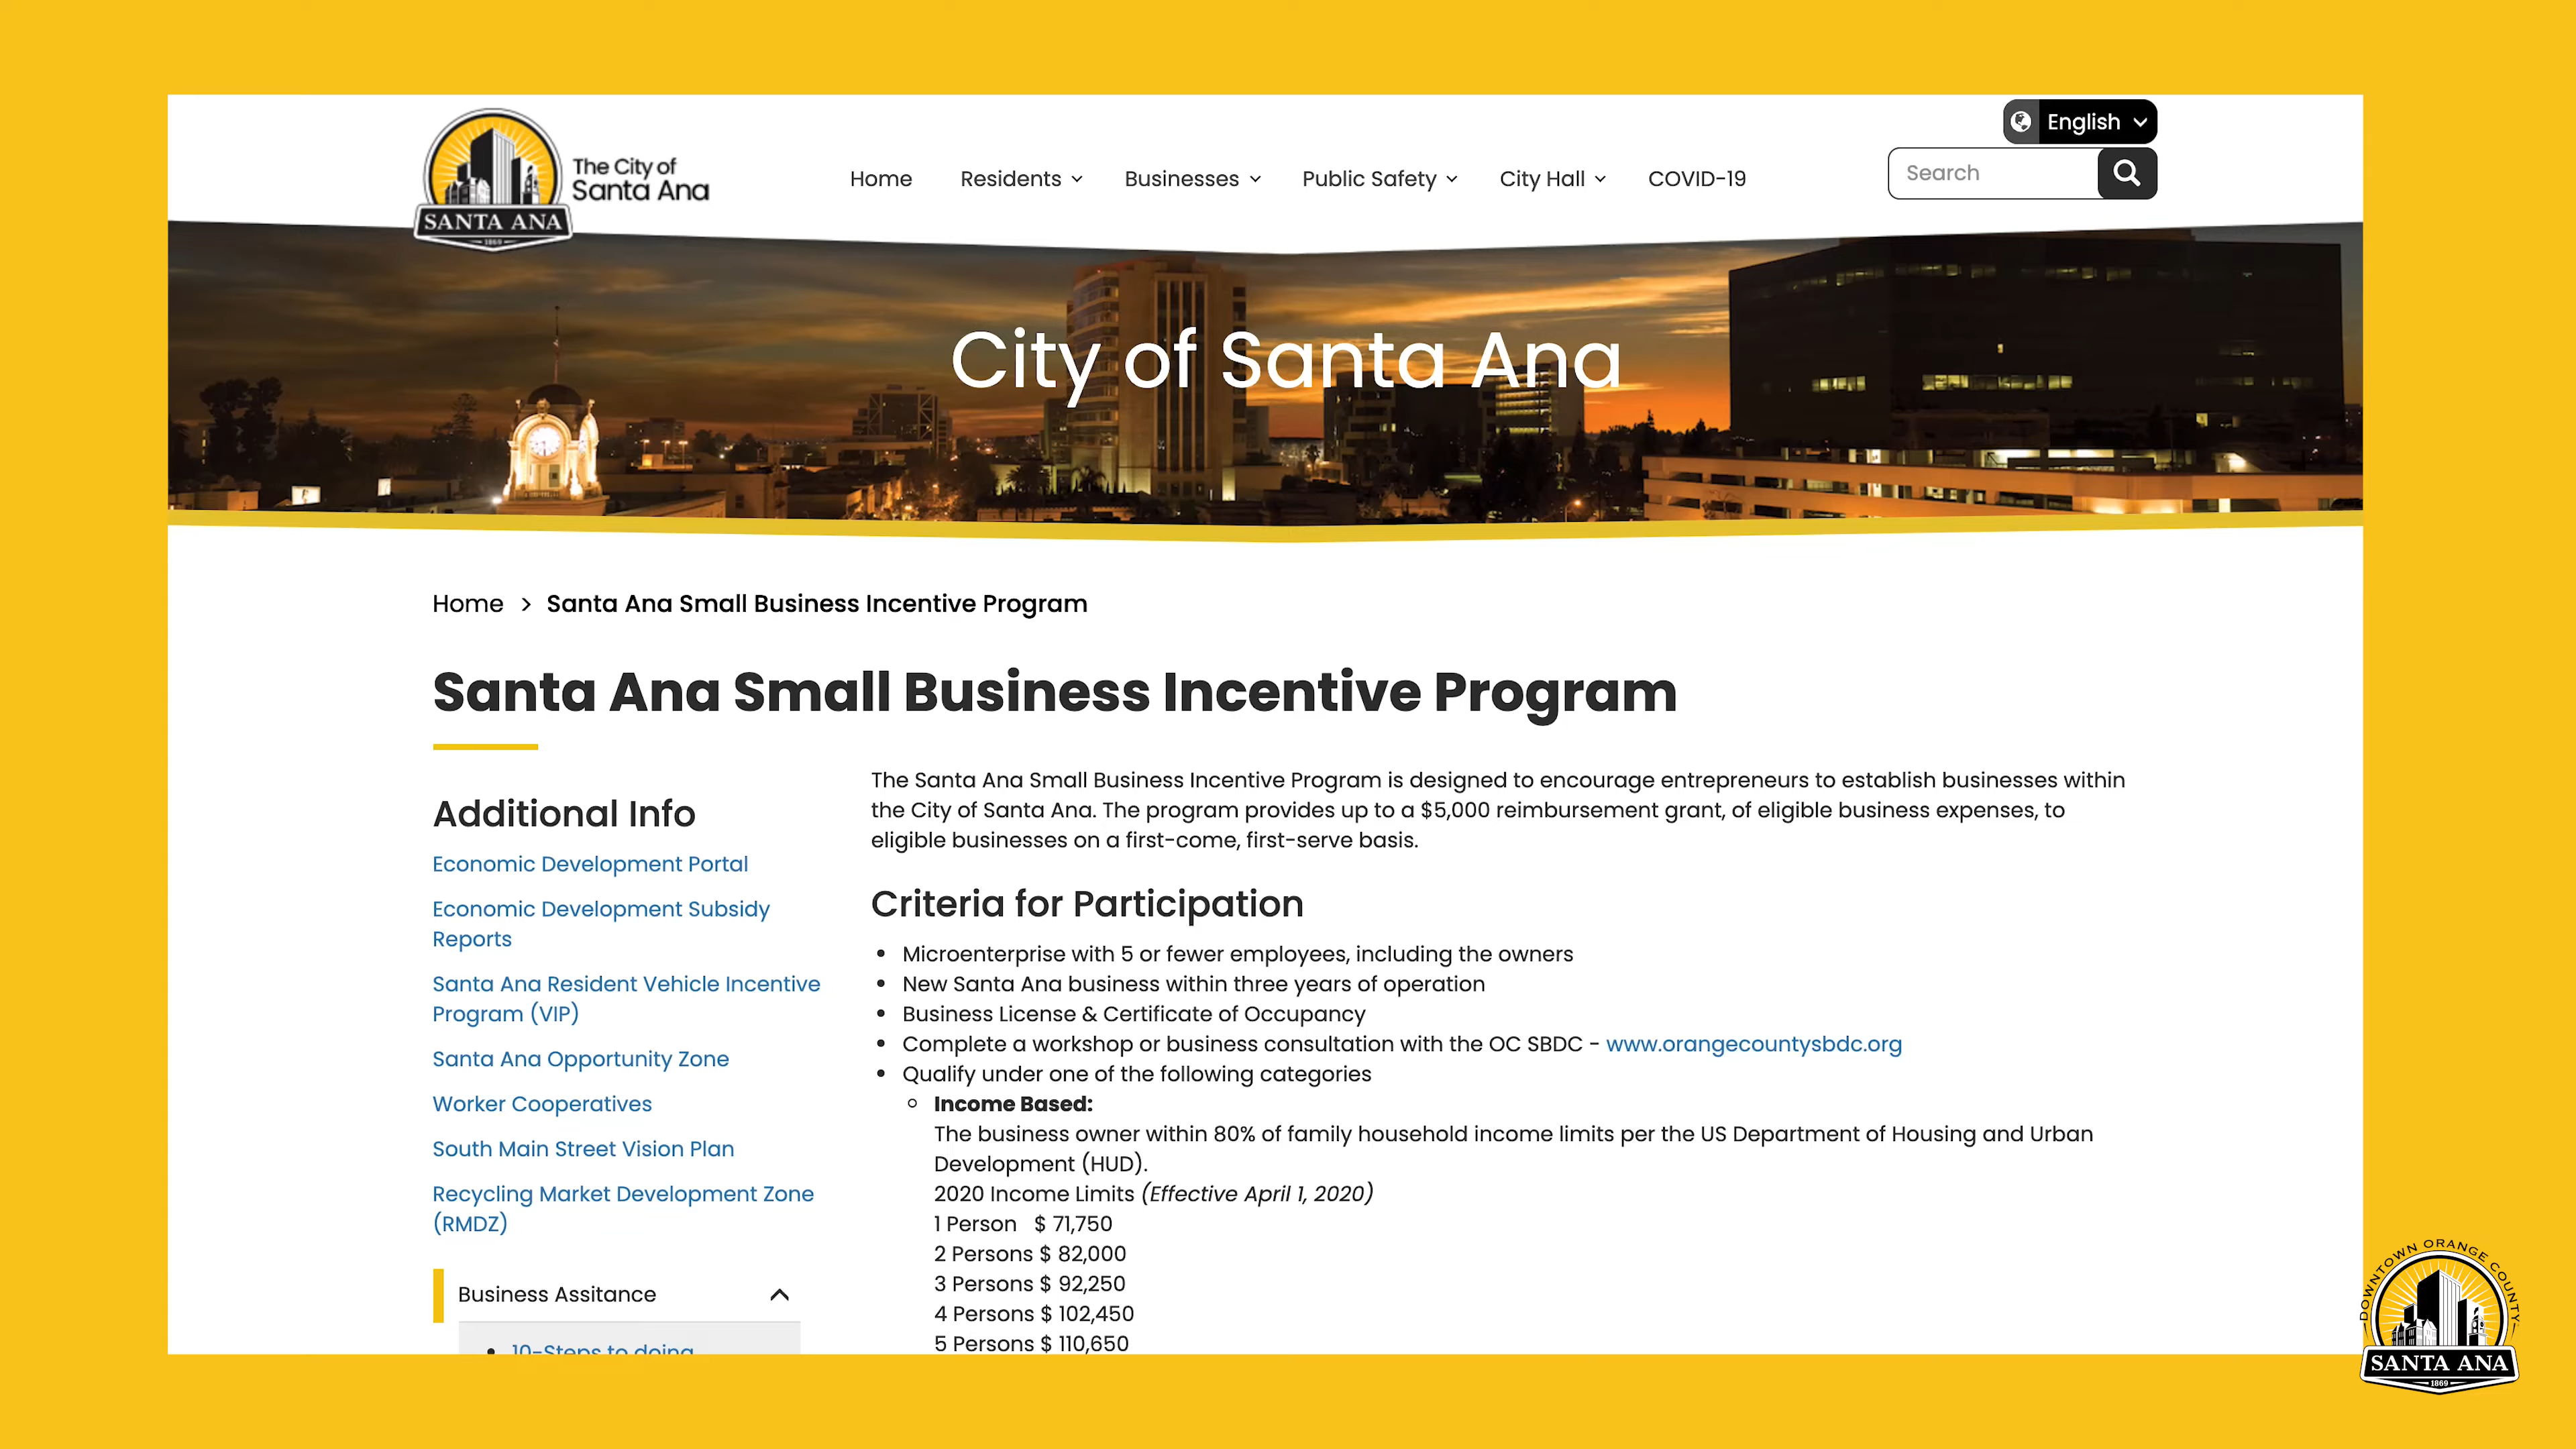 English
The City of
Santa Ana
SANTA ANA
1869
Home
Residents
Businesses
Public Safety
City Hall
COVID-19
Search
City of Santa Ana
Home > Santa Ana Small Business Incentive Program
Santa Ana Small Business Incentive Program
Additional Info
Economic Development Portal
Economic Development Subsidy
Reports
Santa Ana Resident Vehicle Incentive
Program (VIP)
Santa Ana Opportunity Zone
Worker Cooperatives
South Main Street Vision Plan
Recycling Market Development Zone
(RMDZ)
Business Assitance
10-Steps to doing
The Santa Ana Small Business Incentive Program is designed to encourage entrepreneurs to establish businesses within
the City of Santa Ana. The program provides up to a $5,000 reimbursement grant, of eligible business expenses, to
eligible businesses on a first-come, first-serve basis.
Criteria for Participation
• Microenterprise with 5 or fewer employees, including the owners
• New Santa Ana business within three years of operation
• Business License & Certificate of Occupancy
• Complete a workshop or business consultation with the OC SBDC - www.orangecountysbdc.org
• Qualify under one of the following categories
Income Based:
The business owner within 80% of family household income limits per the US Department of Housing and Urban
Development (HUD).
2020 Income Limits (Effective April 1, 2020)
1 Person $ 71,750
2 Persons $ 82,000
3 Persons $ 92,250
4 Persons $ 102,450
5 Persons $ 110,650
DOWNTOWN ORANGE COUNTY
SANTA ANA
1869